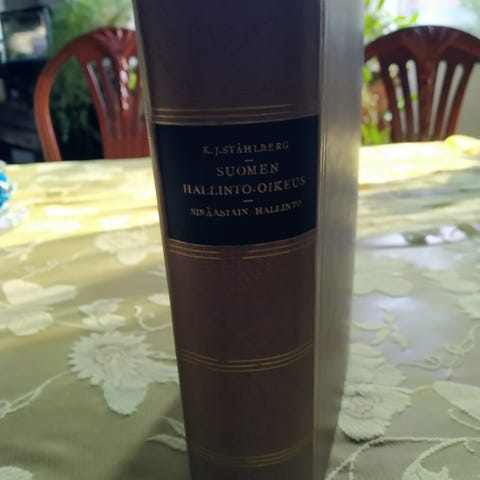 K.J.STÅHLBERG
SUOMEN
HALLINTO-OIKEUS
SISÄASIAIN HALLINTO